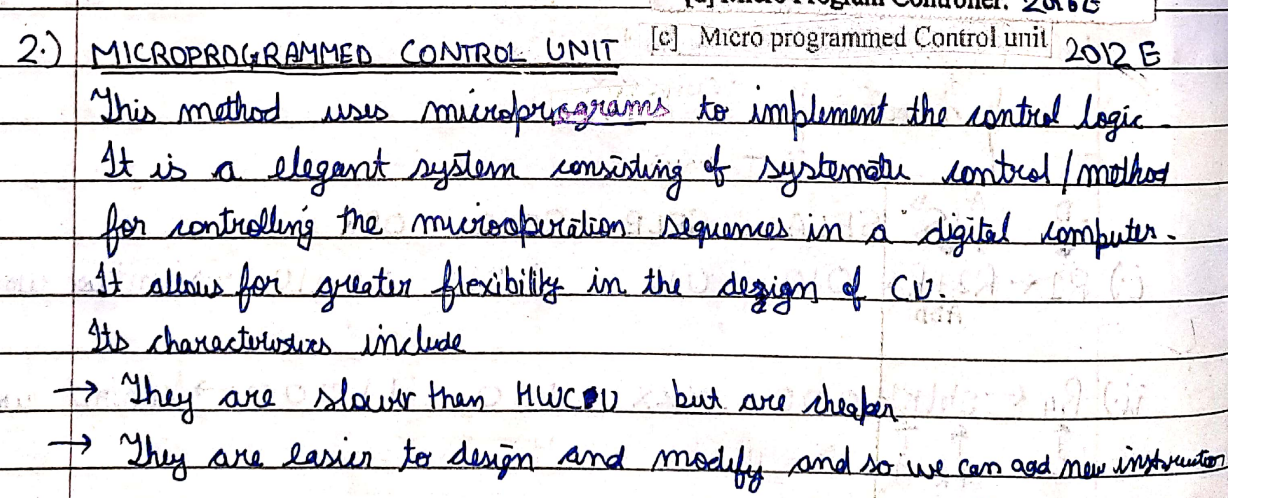 2016 E
2.) MICROPROGRAMMED CONTROL UNIT [c] Micro programmed Control unit 2012 E
This method uses microprograms to implement the control logic.
It is a elegant system consisting of systematic control / method
for controlling the microoperation sequences in a digital computer.
It allows for greater flexibility in the design of CU.
Its characteristics include
→ They are slower than HWCU but are cheaper
→ They are easier to design and modify and so we can add new instruction